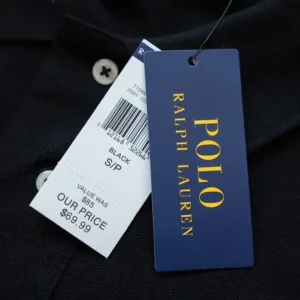 BLACK
S/P
VALUE WAS
$85
OUR PRICE
$69.99
POLO
RALPH LAUREN